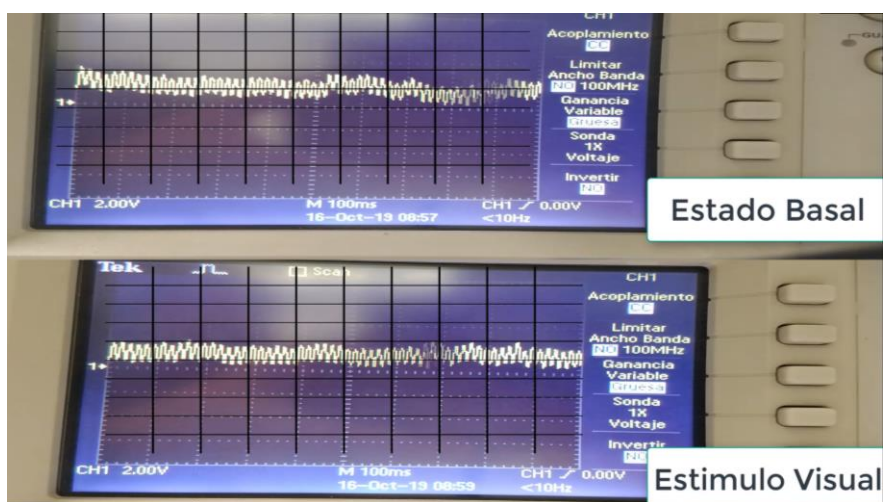 CH1
Acoplamiento
CC
Limitar
Ancho Banda
NO 100MHz
Ganancia
Variable
Gruesa
Sonda
1X
Voltaje
Invertir
NO
1
CH1 2.00V M 100ms CH1 0.00V
16-Oct-19 08:57 <10Hz
Estado Basal
Tek Scan
CH1
Acoplamiento
CC
Limitar
Ancho Banda
NO 100MHz
Ganancia
Variable
Gruesa
Sonda
1X
Voltaje
Invertir
1
CH1 2.00V M 100ms CH1 0.00V
16-Oct-19 08:59 <10Hz
Estimulo Visual